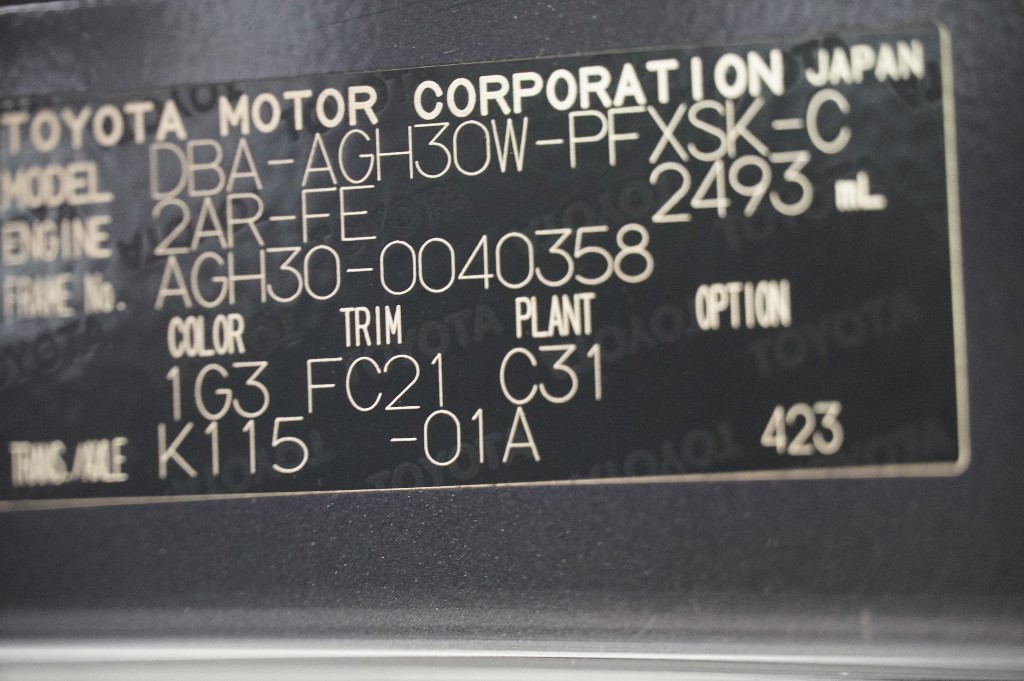 TOYOTA MOTOR CORPORATION JAPAN
MODEL DBA-AGH30W-PFXSK-C
ENGINE 2AR-FE 2493 mL
FRAME No. AGH30-0040358
COLOR TRIM PLANT OPTION
1G3 FC21 C31
TRANS./AXLE K115 -01A 423